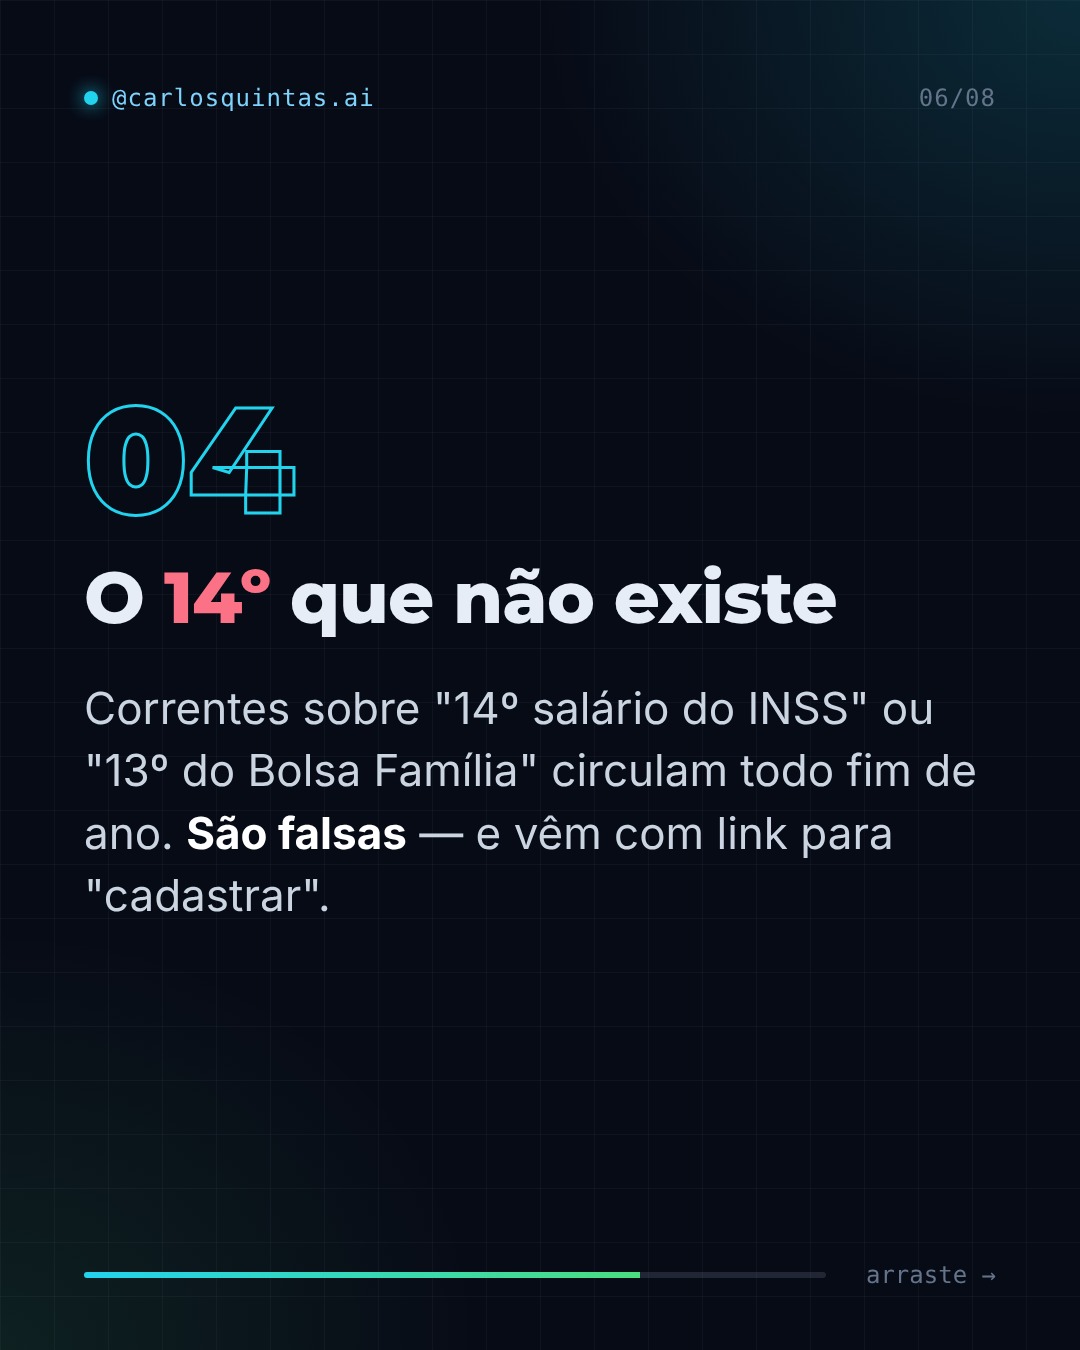 @carlosquintas.ai
06/08
04
O 14º que não existe
Correntes sobre "14º salário do INSS" ou
"13º do Bolsa Família" circulam todo fim de
ano. São falsas — e vêm com link para
"cadastrar".
arraste →